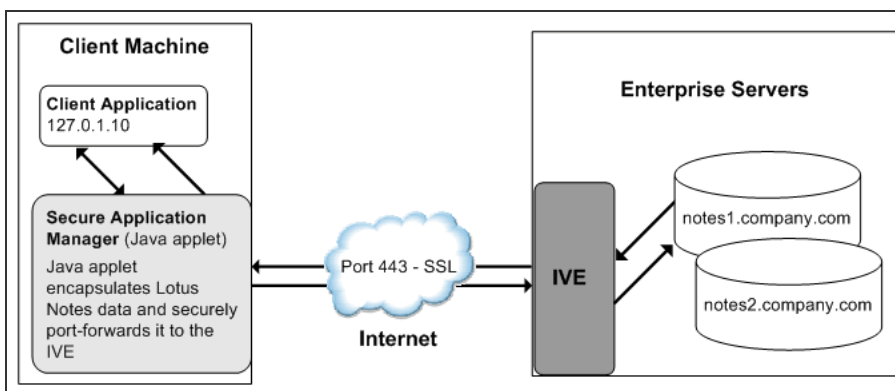 Client Machine
Client Application
127.0.1.10
Secure Application
Manager (Java applet)
Java applet
encapsulates Lotus
Notes data and securely
port-forwards it to the
IVE
Port 443 - SSL
Internet
Enterprise Servers
IVE
notes1.company.com
notes2.company.com